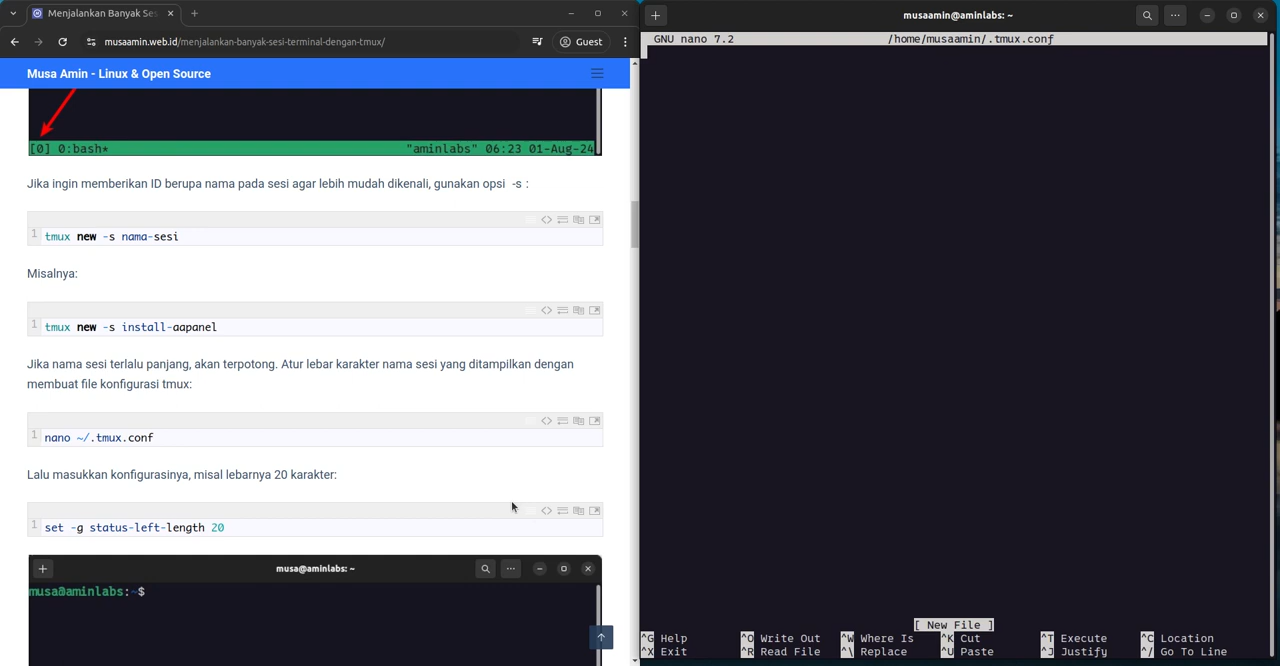 Menjalankan Banyak Ses
Guest
musaamin.web.id/menjalankan-banyak-sesi-terminal-dengan-tmux/
Musa Amin - Linux & Open Source
[0] 0:bash* "aminlabs" 06:23 01-Aug-24
Jika ingin memberikan ID berupa nama pada sesi agar lebih mudah dikenali, gunakan opsi -s :
1 tmux new -s nama-sesi
Misalnya:
1 tmux new -s install-aapanel
Jika nama sesi terlalu panjang, akan terpotong. Atur lebar karakter nama sesi yang ditampilkan dengan
membuat file konfigurasi tmux:
1 nano ~/.tmux.conf
Lalu masukkan konfigurasinya, misal lebarnya 20 karakter:
1 set -g status-left-length 20
musa@aminlabs: ~
musa@aminlabs:~$
musaamin@aminlabs: ~
GNU nano 7.2 /home/musaamin/.tmux.conf
[ New File ]
^G Help ^O Write Out ^W Where Is ^K Cut ^T Execute ^C Location
^X Exit ^R Read File ^\ Replace ^U Paste ^J Justify ^/ Go To Line